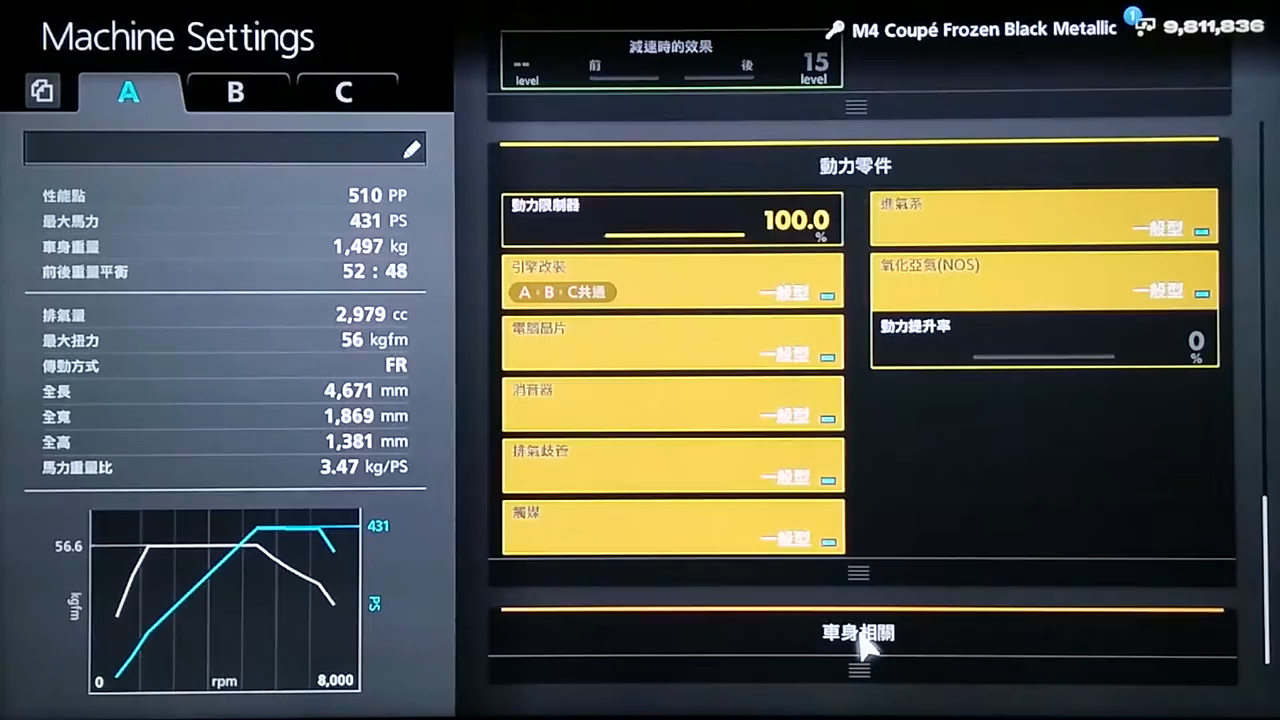 Machine Settings
M4 Coupé Frozen Black Metallic
1
9,811,836
A
B
C
性能點 510 PP
最大馬力 431 PS
車身重量 1,497 kg
前後重量平衡 52 : 48
排氣量 2,979 cc
最大扭力 56 kgfm
傳動方式 FR
全長 4,671 mm
全寬 1,869 mm
全高 1,381 mm
馬力重量比 3.47 kg/PS
431
56.6
kgfm
PS
0 rpm 8,000
減速時的效果
-- level 前 後 15 level
動力零件
動力限制器 100.0 %
引擎改裝
A・B・C共通 一般型
電腦晶片
一般型
消音器
一般型
排氣歧管
一般型
觸媒
一般型
進氣系
一般型
氧化亞氮(NOS)
一般型
動力提升率 0 %
車身相關